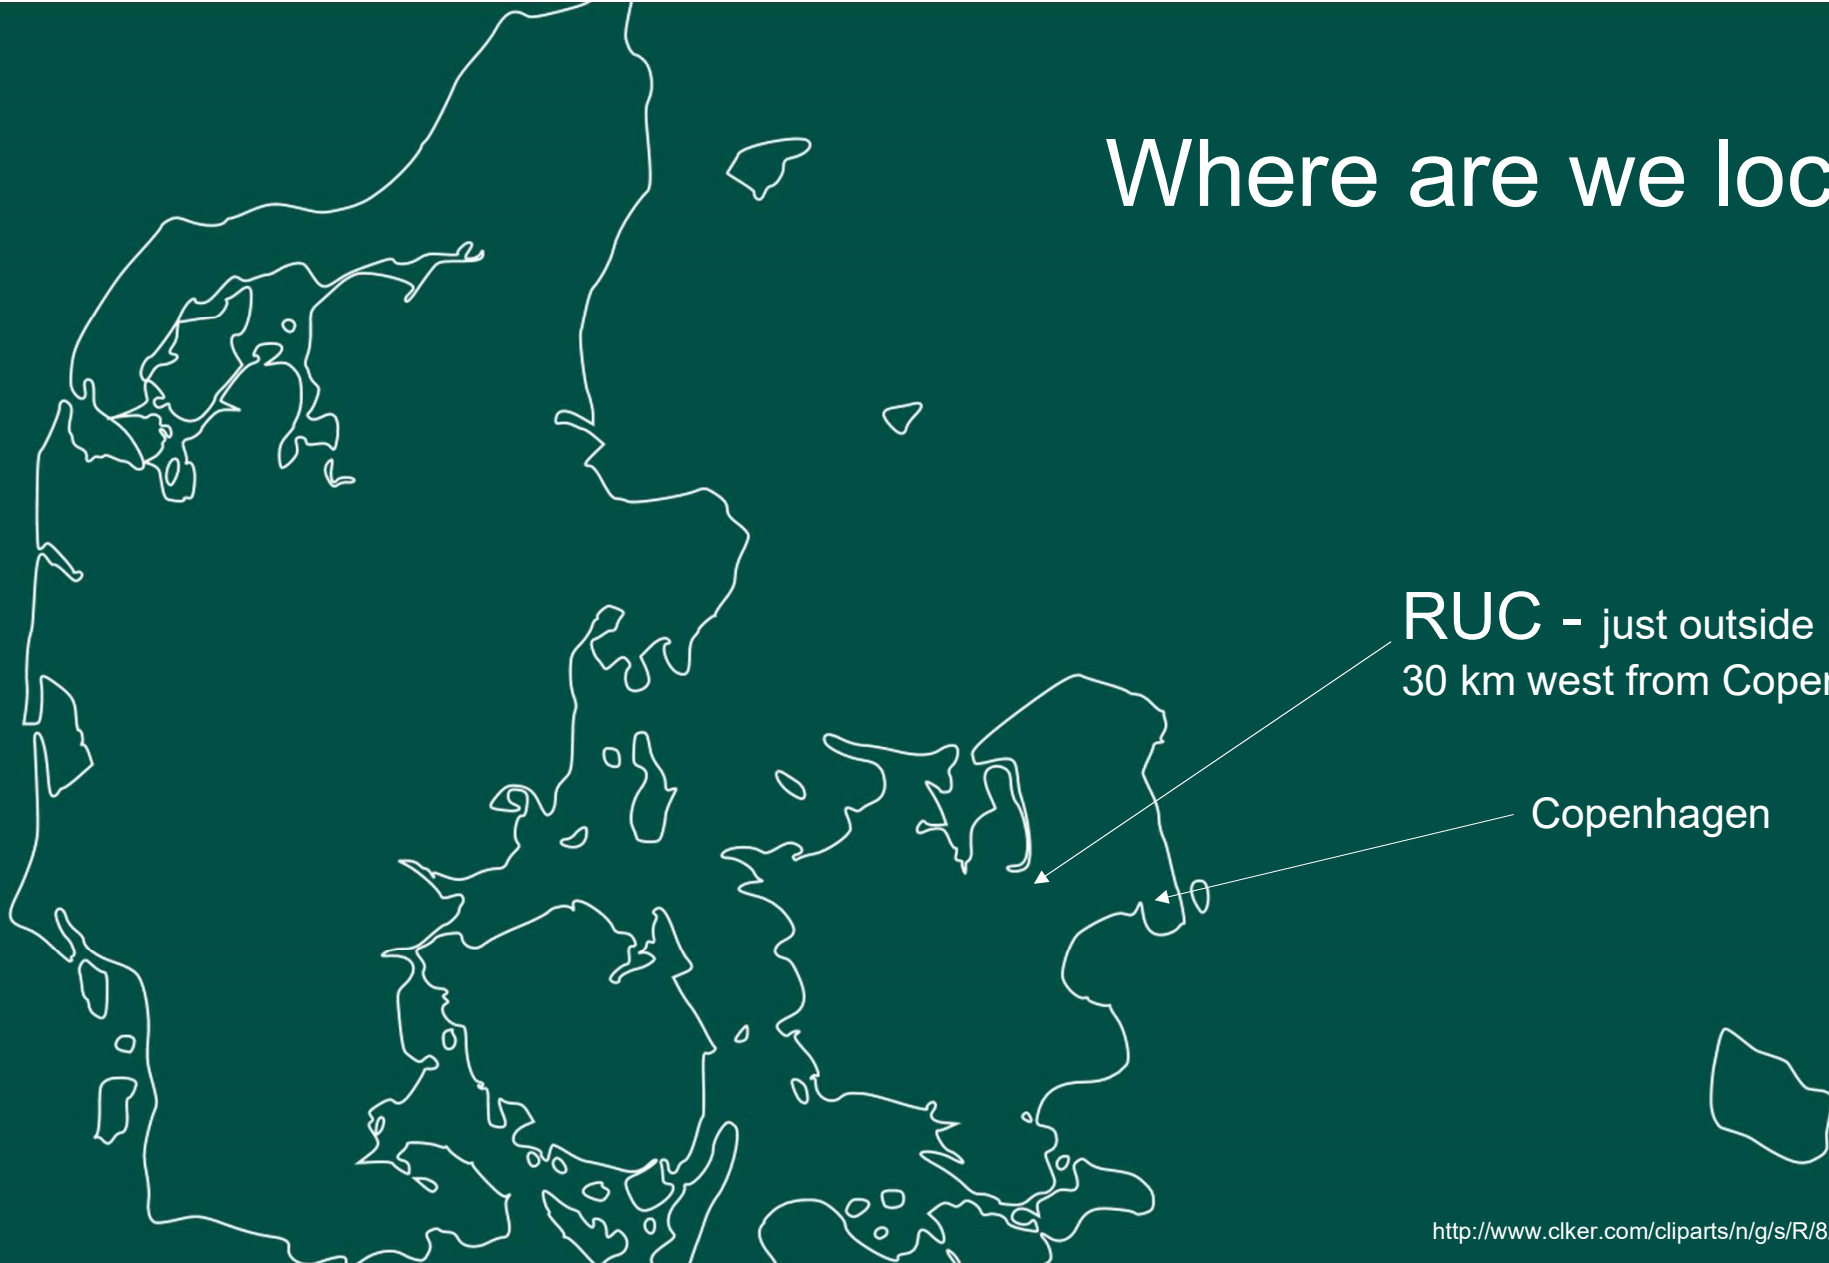 Where are we loc
RUC - just outside
30 km west from Coper
Copenhagen
http://www.clker.com/cliparts/n/g/s/R/8